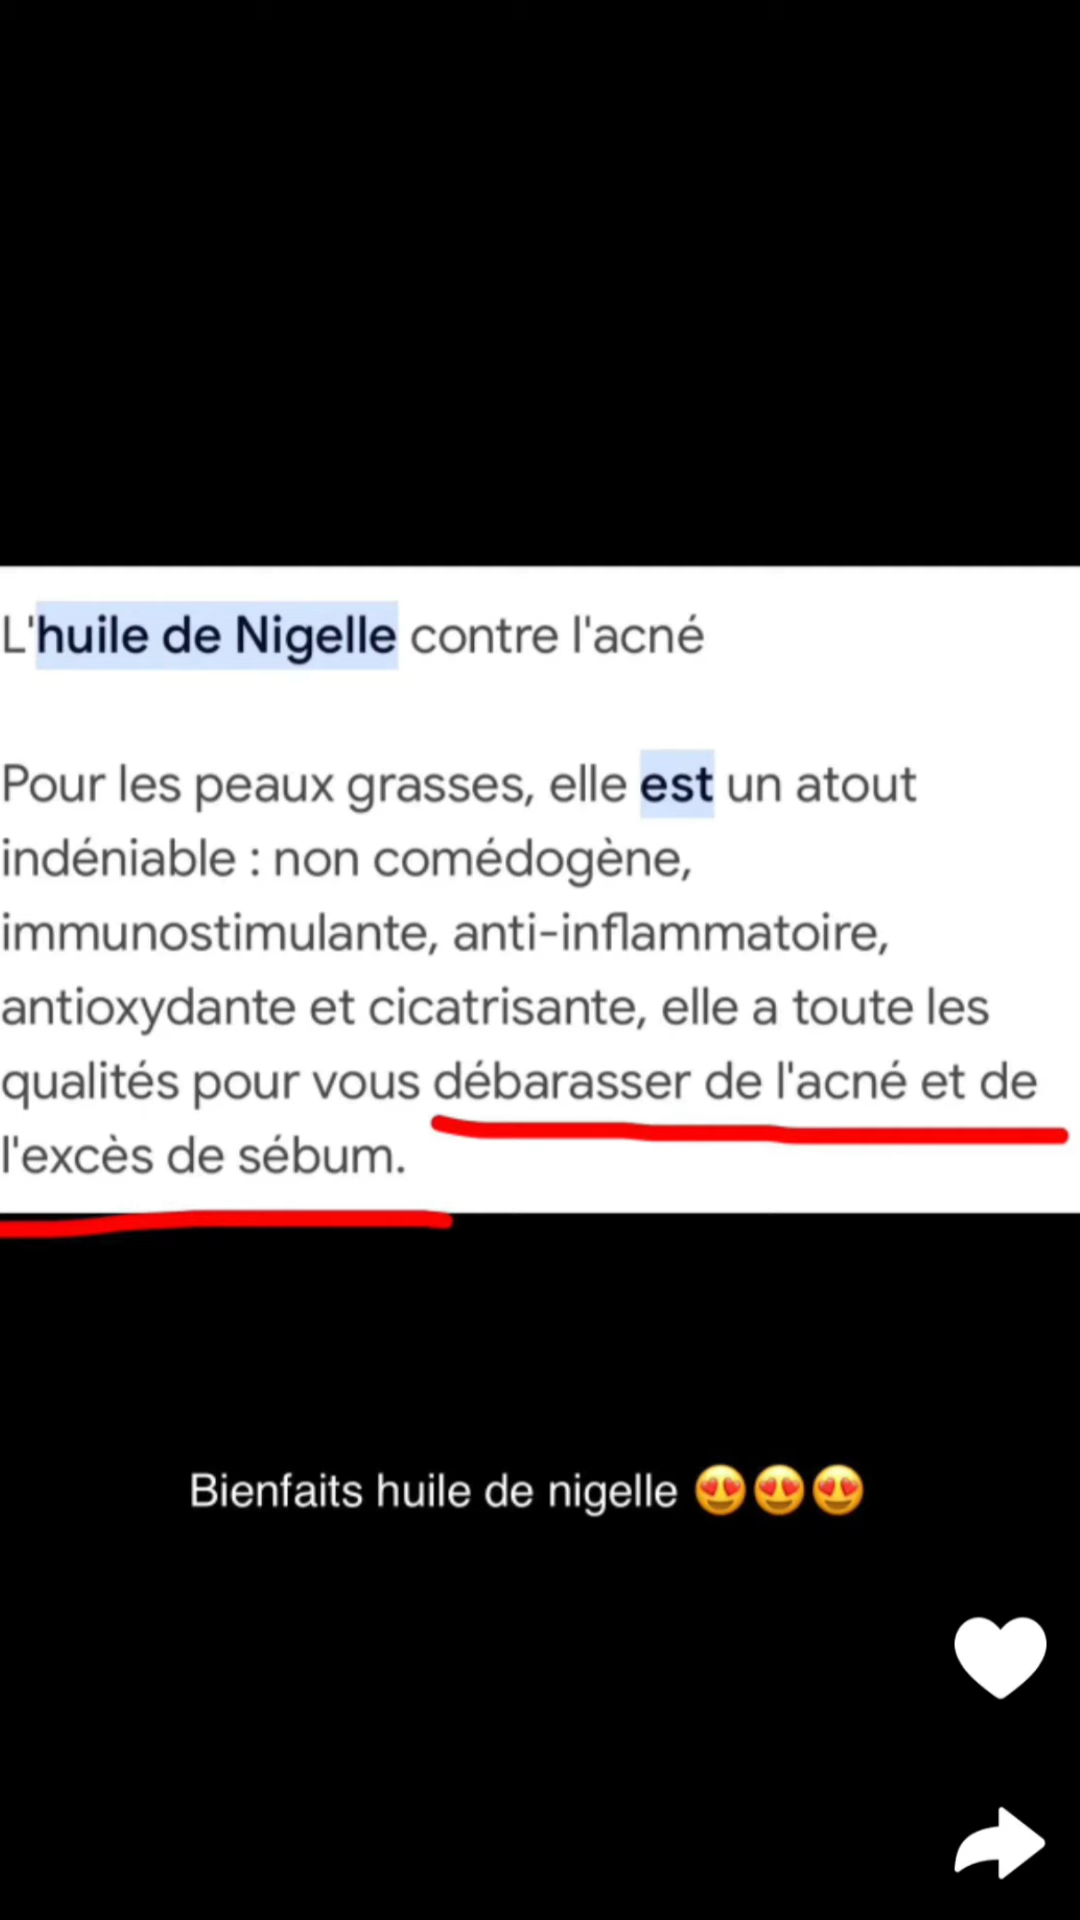 L'huile de Nigelle contre l'acné
Pour les peaux grasses, elle est un atout
indéniable : non comédogène,
immunostimulante, anti-inflammatoire,
antioxydante et cicatrisante, elle a toute les
qualités pour vous débarasser de l'acné et de
l'excès de sébum.
Bienfaits huile de nigelle 😍😍😍